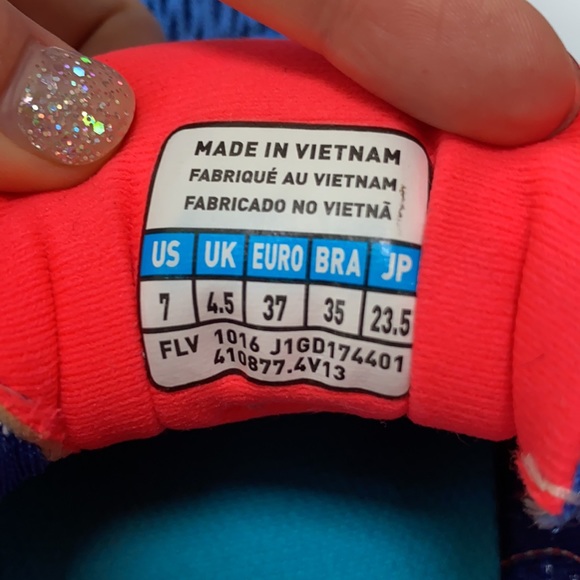 MADE IN VIETNAM
FABRIQUÉ AU VIETNAM
FABRICADO NO VIETNÃ
US UK EURO BRA JP
7 4.5 37 35 23.5
FLV 1016 J1GD174401
410877.4V13